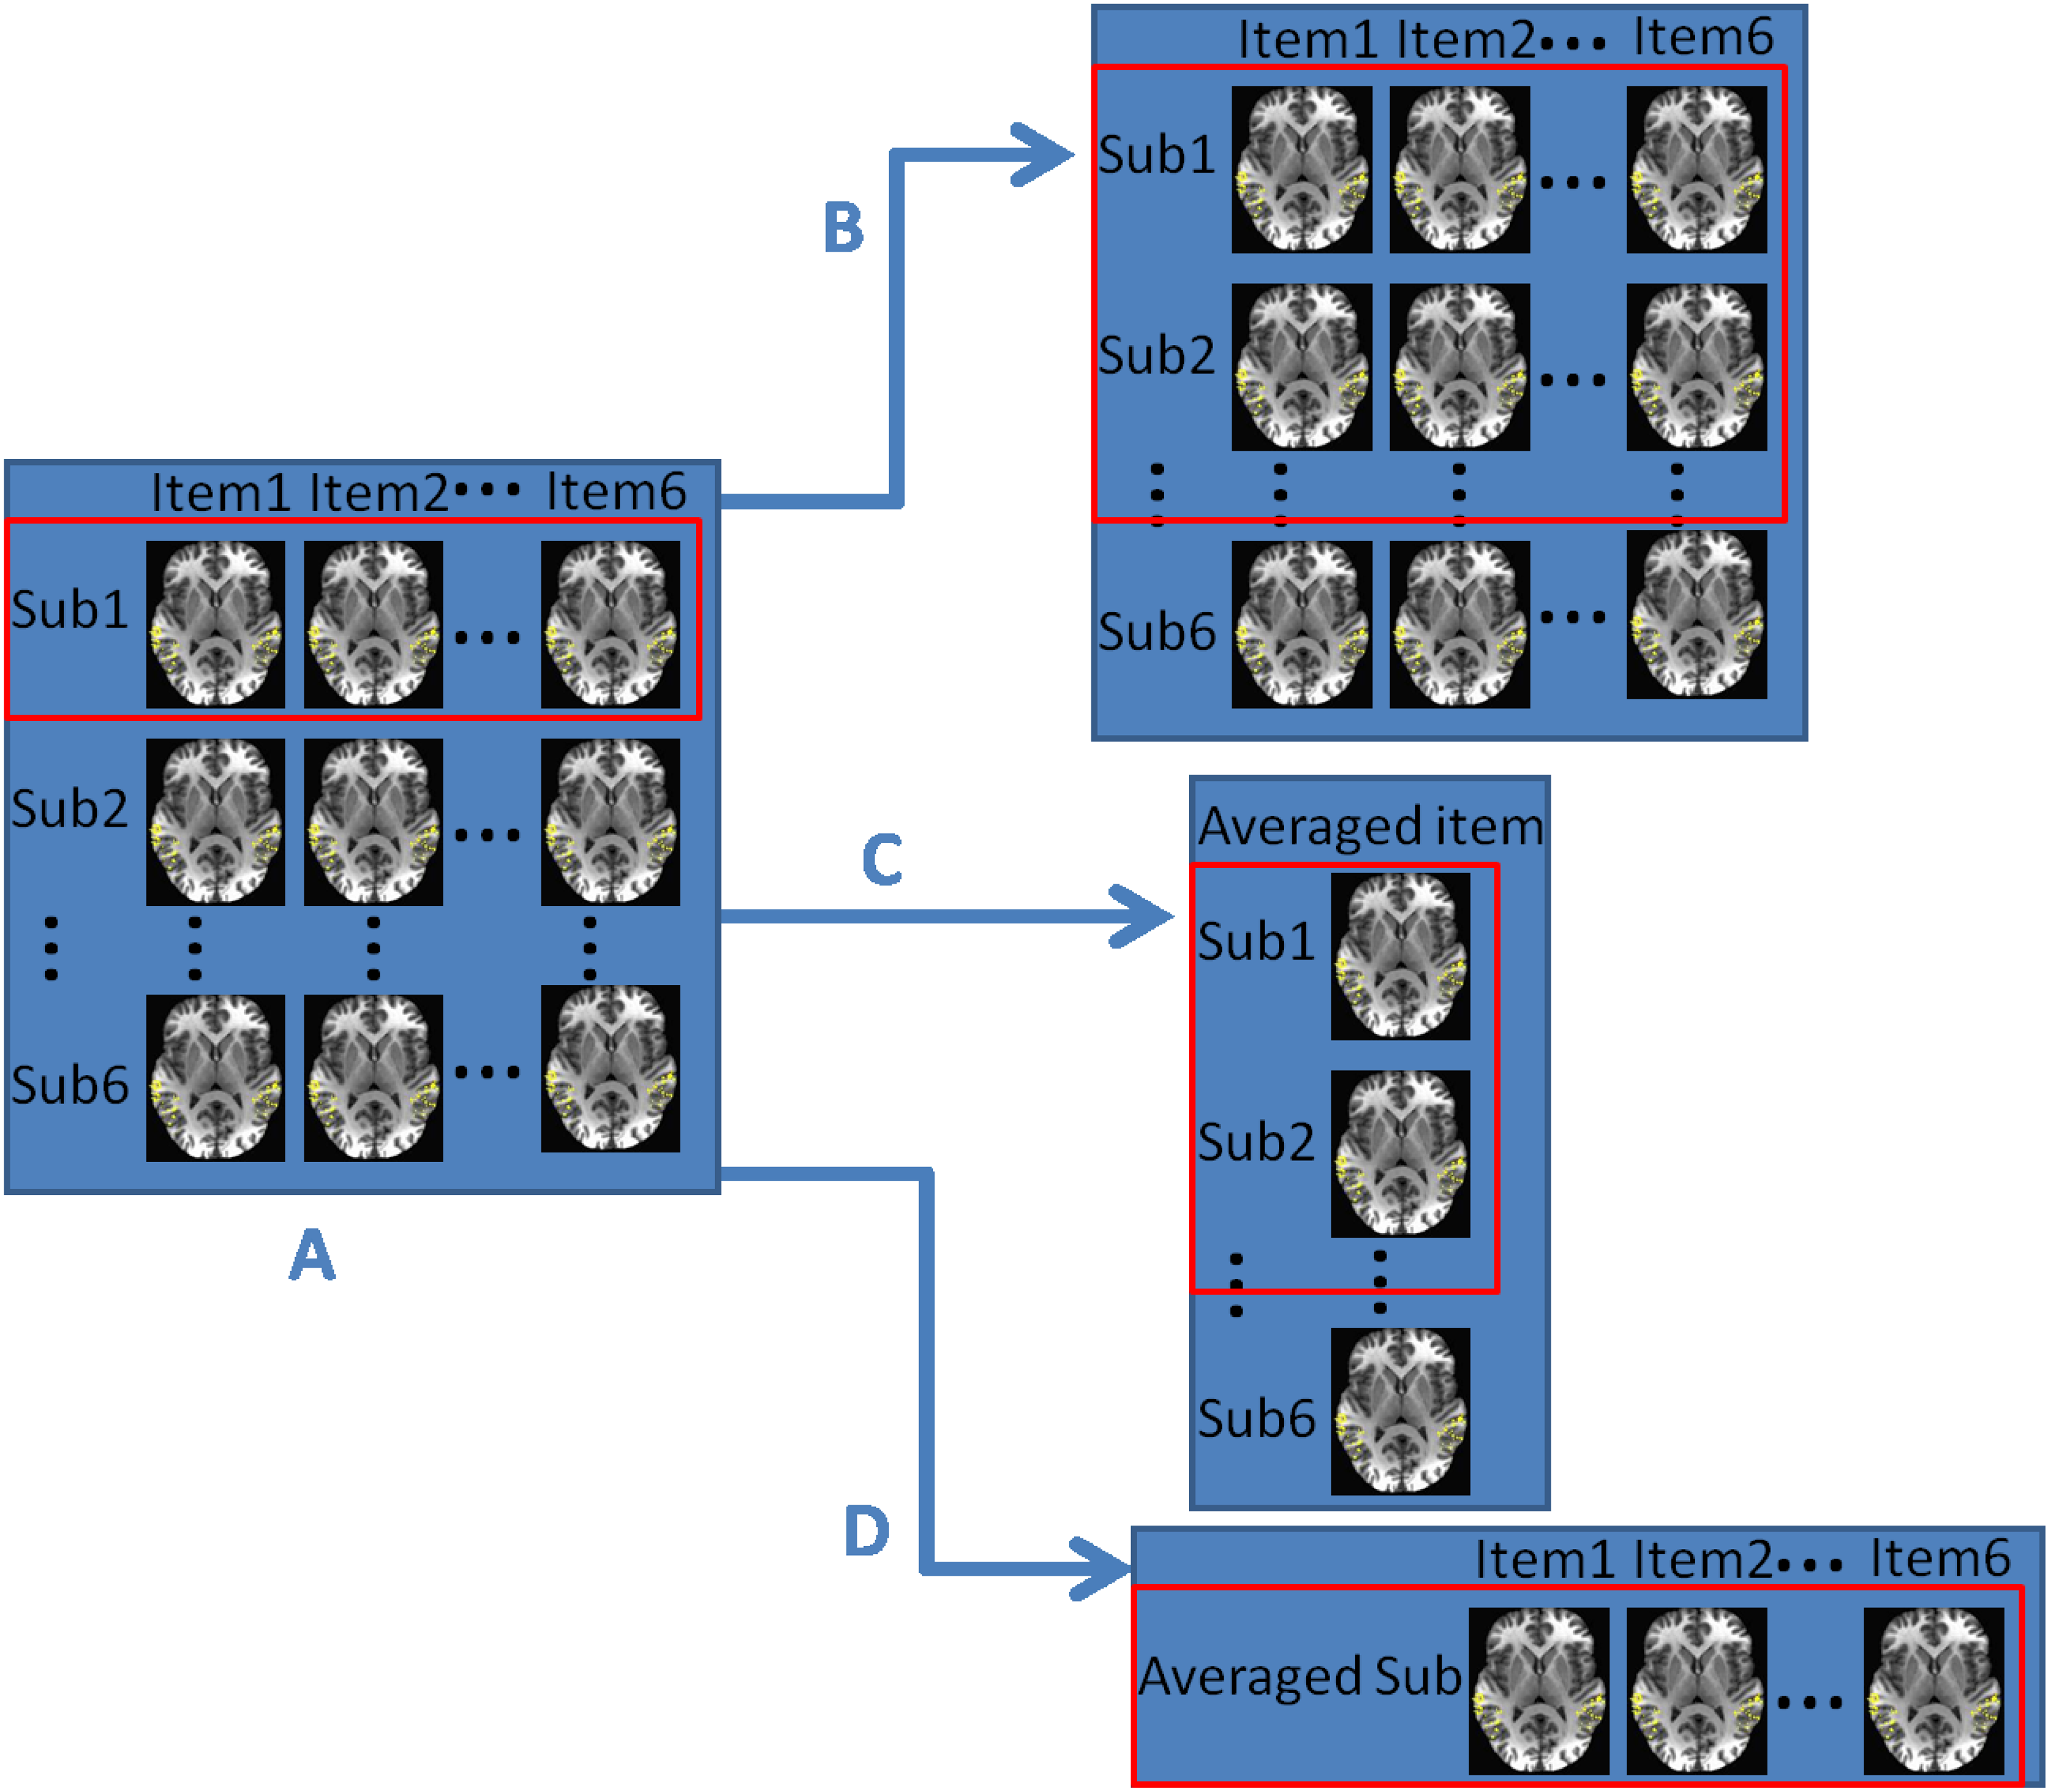 Item1 Item2... Item6
Sub1
...
B
Sub2
...
Item1 Item2... Item6
Sub6
...
Sub1
...
Averaged item
Sub2
...
C
Sub1
Sub6
...
Sub2
A
Sub6
D
Item1 Item2... Item6
Averaged Sub
...